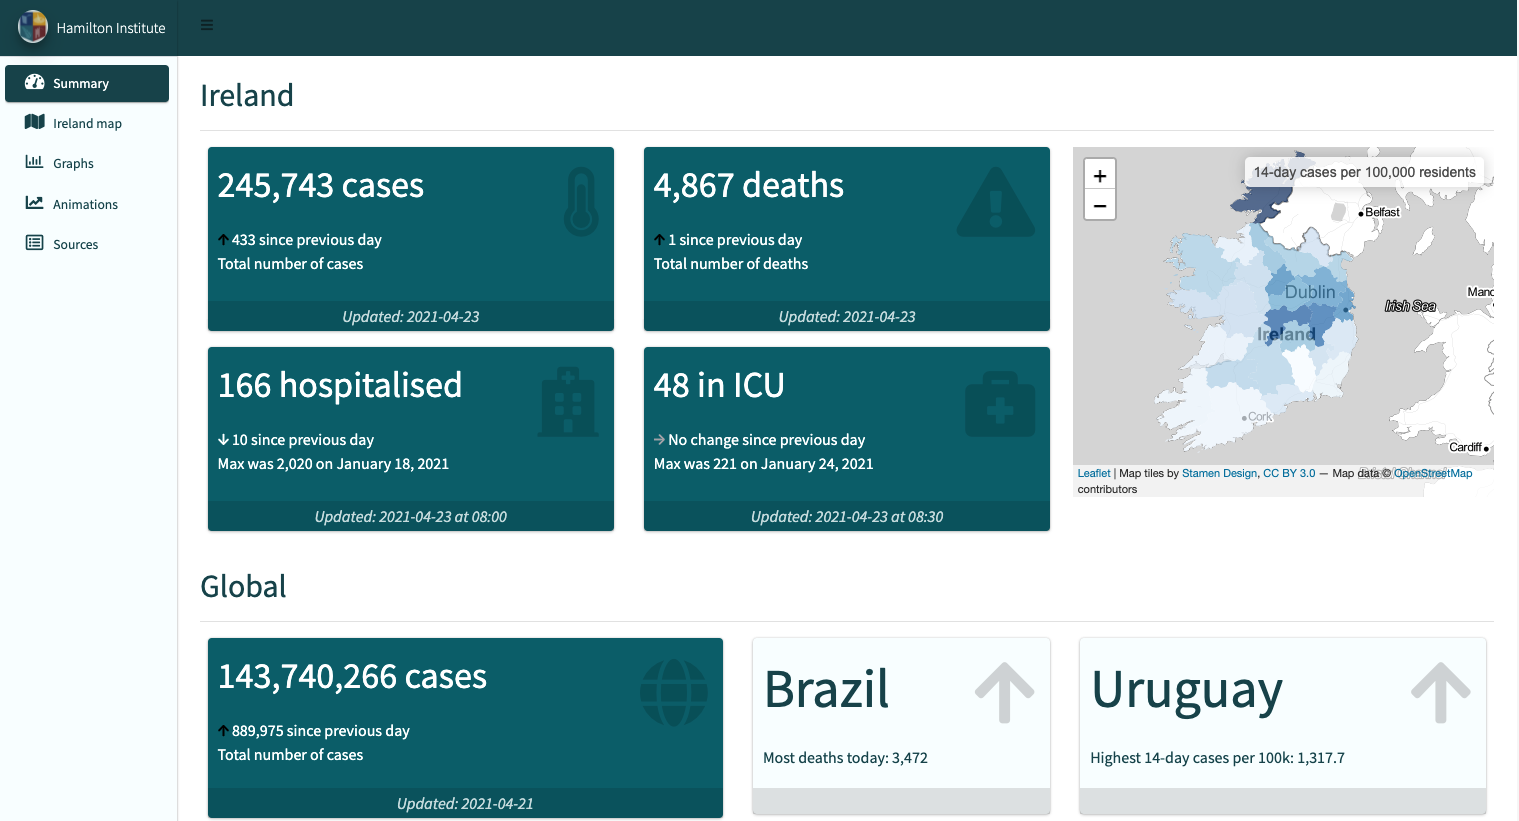 Hamilton Institute
Summary
Ireland map
Graphs
Animations
Sources
Ireland
245,743 cases
433 since previous day
Total number of cases
Updated: 2021-04-23
4,867 deaths
1 since previous day
Total number of deaths
Updated: 2021-04-23
166 hospitalised
10 since previous day
Max was 2,020 on January 18, 2021
Updated: 2021-04-23 at 08:00
48 in ICU
No change since previous day
Max was 221 on January 24, 2021
Updated: 2021-04-23 at 08:30
+
−
14-day cases per 100,000 residents
Belfast
Dublin
Irish Sea
Manc
Ireland
Cork
Cardiff
Leaflet | Map tiles by Stamen Design, CC BY 3.0 — Map data © OpenStreetMap
contributors
Global
143,740,266 cases
889,975 since previous day
Total number of cases
Updated: 2021-04-21
Brazil
Most deaths today: 3,472
Uruguay
Highest 14-day cases per 100k: 1,317.7